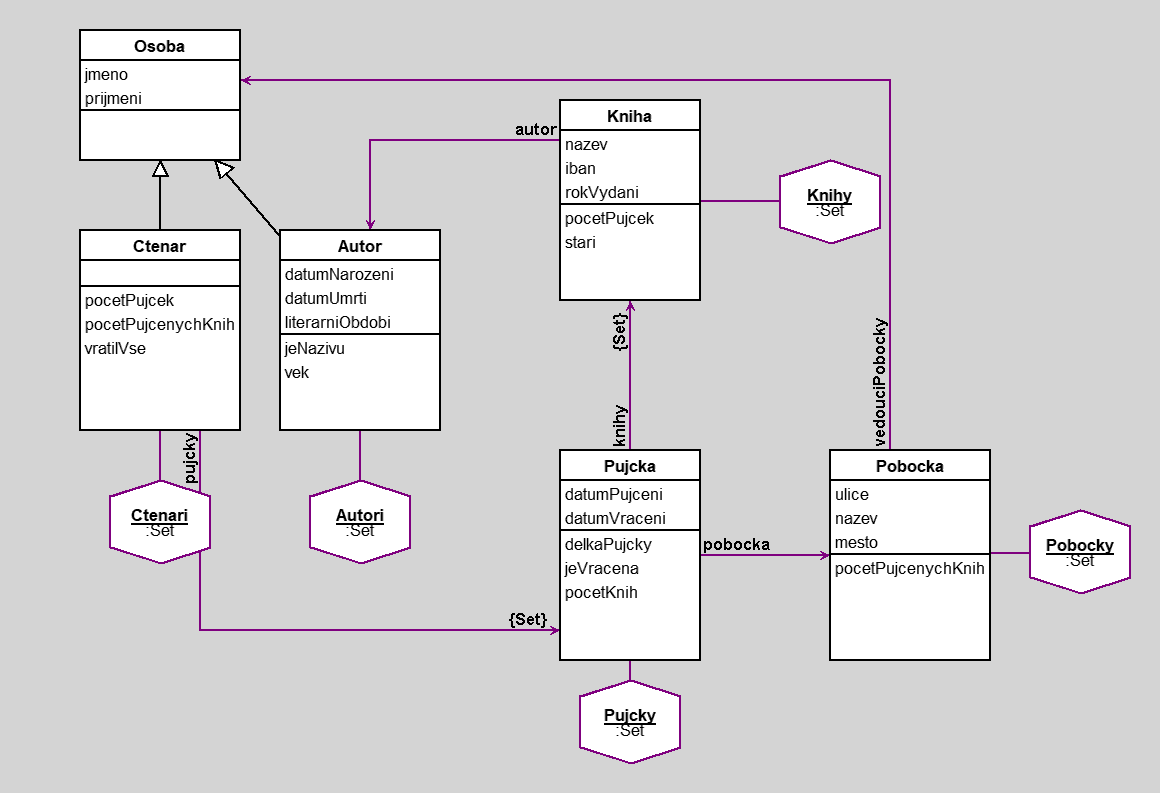 Osoba
jmeno
prijmeni
autor
Kniha
nazev
iban
rokVydani
pocetPujcek
stari
Knihy
:Set
Ctenar
pocetPujcek
pocetPujcenychKnih
vratilVse
Autor
datumNarozeni
datumUmrti
literarniObdobi
jeNazivu
vek
{Set}
knihy
vedouciPobocky
pujcky
Ctenari
:Set
Autori
:Set
Pujcka
datumPujceni
datumVraceni
delkaPujcky
jeVracena
pocetKnih
pobocka
Pobocka
ulice
nazev
mesto
pocetPujcenychKnih
Pobocky
:Set
{Set}
Pujcky
:Set